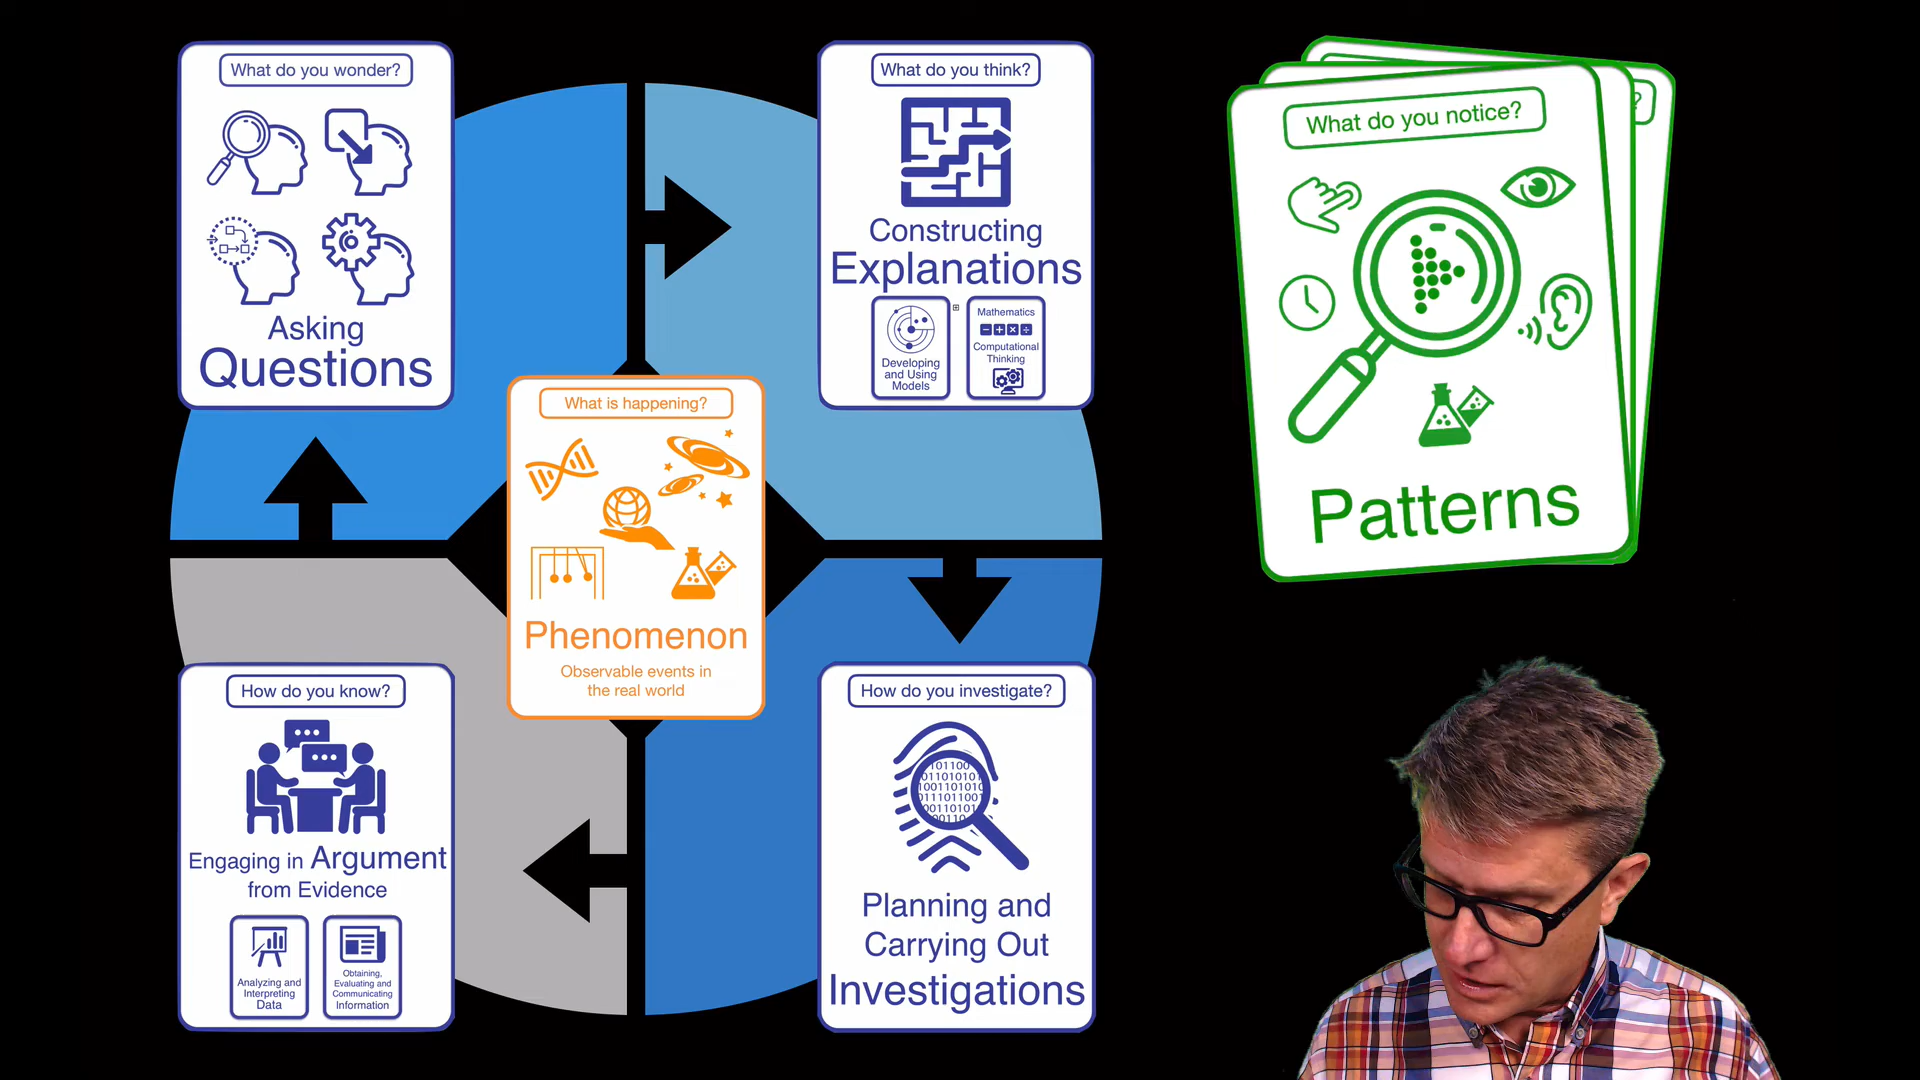 What do you wonder?
Asking
Questions
What do you think?
Constructing
Explanations
Developing
and Using
Models
Mathematics
Computational
Thinking
What is happening?
Phenomenon
Observable events in
the real world
How do you know?
Engaging in Argument
from Evidence
Analyzing and
Interpreting
Data
Obtaining,
Evaluating and
Communicating
Information
How do you investigate?
Planning and
Carrying Out
Investigations
What do you notice?
Patterns
?